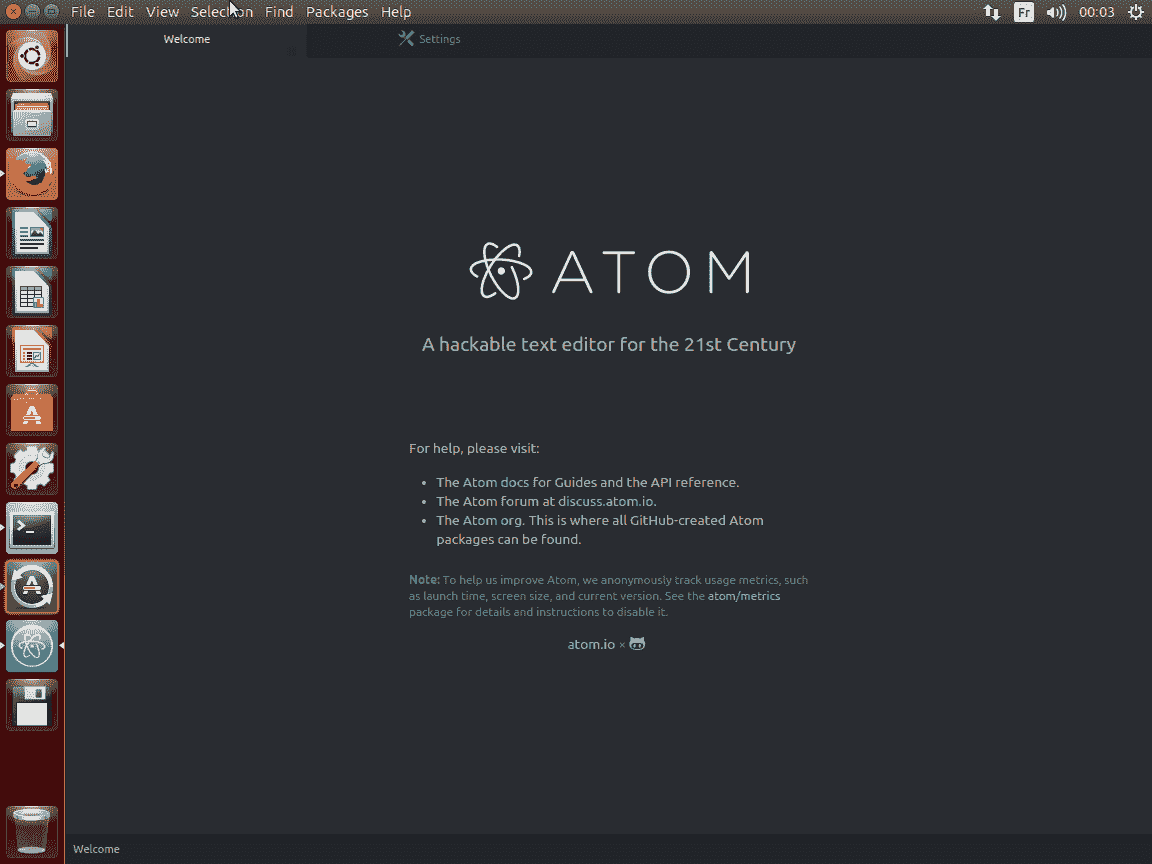 File Edit View Selection Find Packages Help Fr 00:03
Welcome Settings
ATOM
A hackable text editor for the 21st Century
For help, please visit:
• The Atom docs for Guides and the API reference.
• The Atom forum at discuss.atom.io.
• The Atom org. This is where all GitHub-created Atom
packages can be found.
Note: To help us improve Atom, we anonymously track usage metrics, such
as launch time, screen size, and current version. See the atom/metrics
package for details and instructions to disable it.
atom.io ×
Welcome